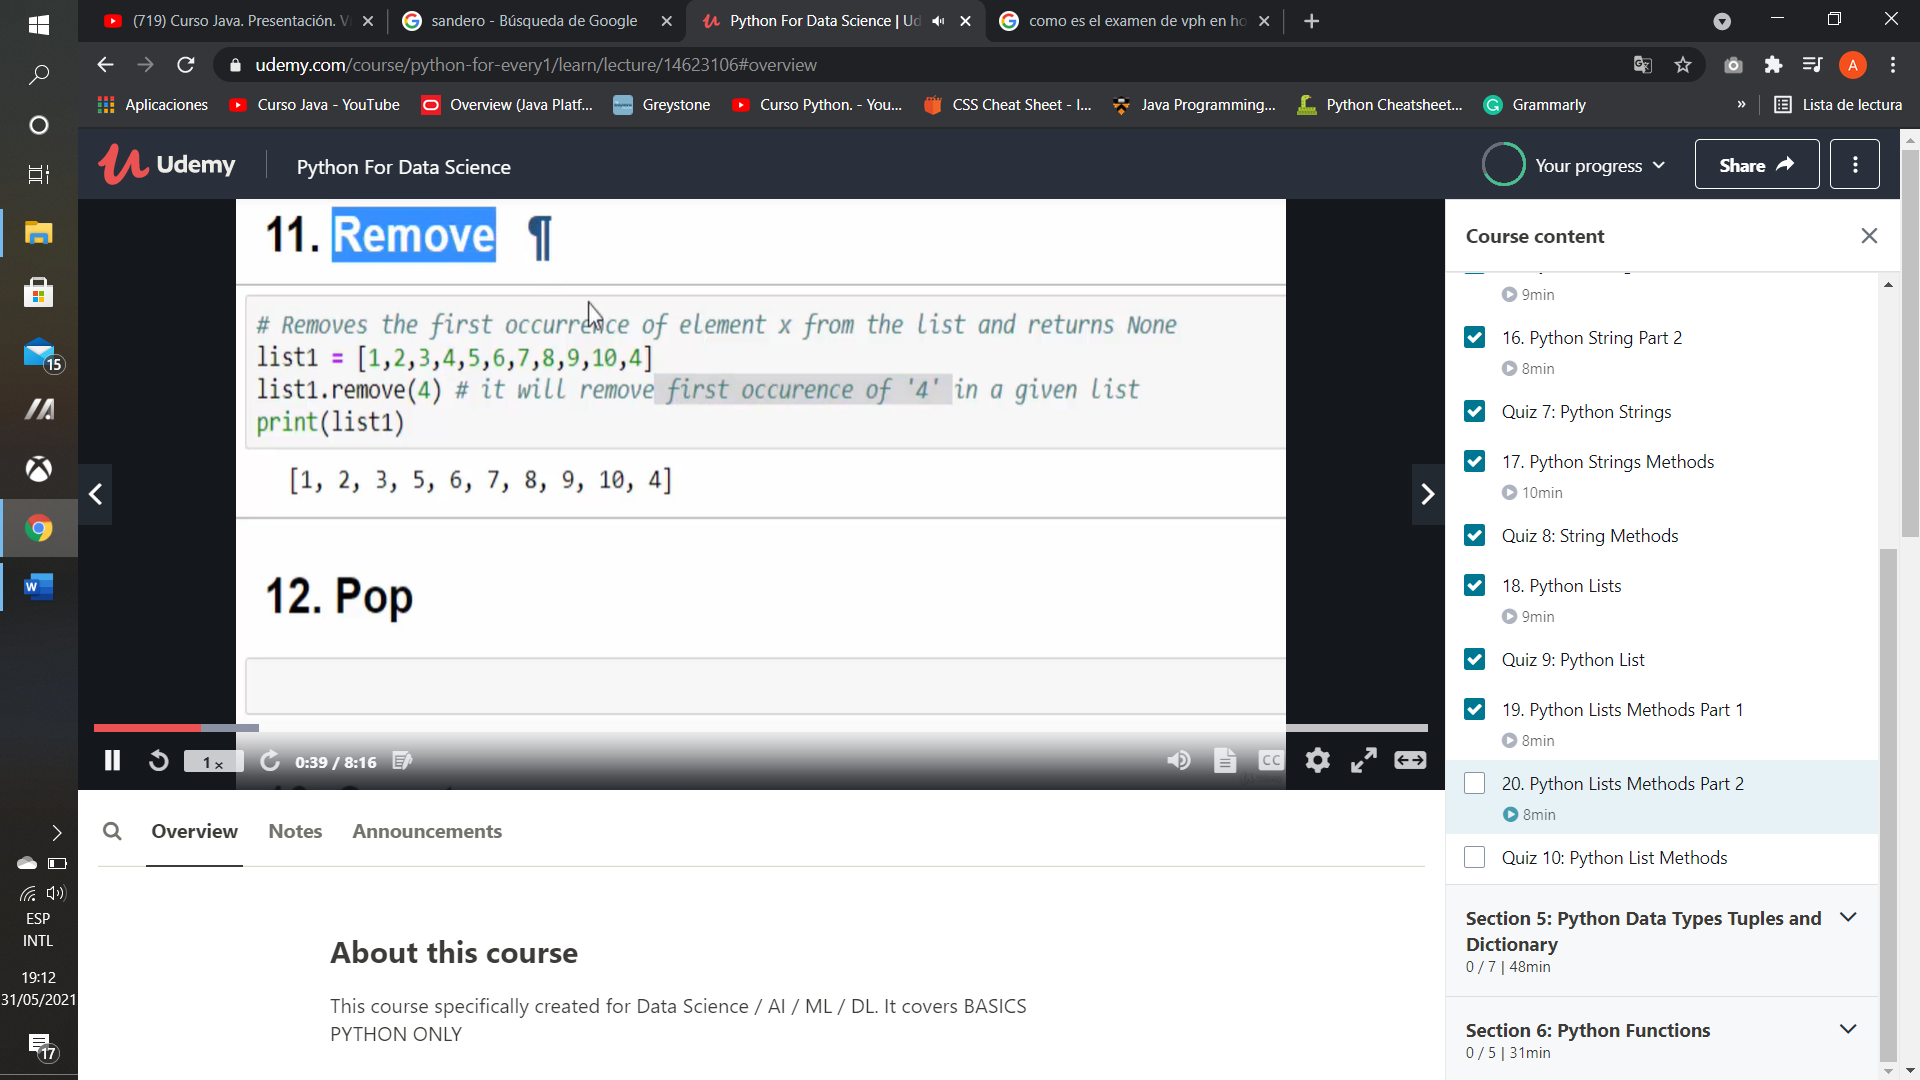 (719) Curso Java. Presentación. V
sandero - Búsqueda de Google
Python For Data Science | Ud
como es el examen de vph en ho
udemy.com/course/python-for-every1/learn/lecture/14623106#overview
A
Aplicaciones
Curso Java - YouTube
Overview (Java Platf...
Greystone
Curso Python. - You...
CSS Cheat Sheet - I...
Java Programming...
Python Cheatsheet...
Grammarly
»
Lista de lectura
Udemy
Python For Data Science
Your progress
Share
11. Remove ¶
# Removes the first occurrence of element x from the list and returns None
list1 = [1,2,3,4,5,6,7,8,9,10,4]
list1.remove(4) # it will remove first occurence of '4' in a given list
print(list1)
[1, 2, 3, 5, 6, 7, 8, 9, 10, 4]
12. Pop
1x
0:39 / 8:16
CC
Overview
Notes
Announcements
About this course
This course specifically created for Data Science / AI / ML / DL. It covers BASICS
PYTHON ONLY
Course content
9min
16. Python String Part 2
8min
Quiz 7: Python Strings
17. Python Strings Methods
10min
Quiz 8: String Methods
18. Python Lists
9min
Quiz 9: Python List
19. Python Lists Methods Part 1
8min
20. Python Lists Methods Part 2
8min
Quiz 10: Python List Methods
Section 5: Python Data Types Tuples and
Dictionary
0 / 7 | 48min
Section 6: Python Functions
0 / 5 | 31min
15
W
ESP
INTL
19:12
31/05/2021
17